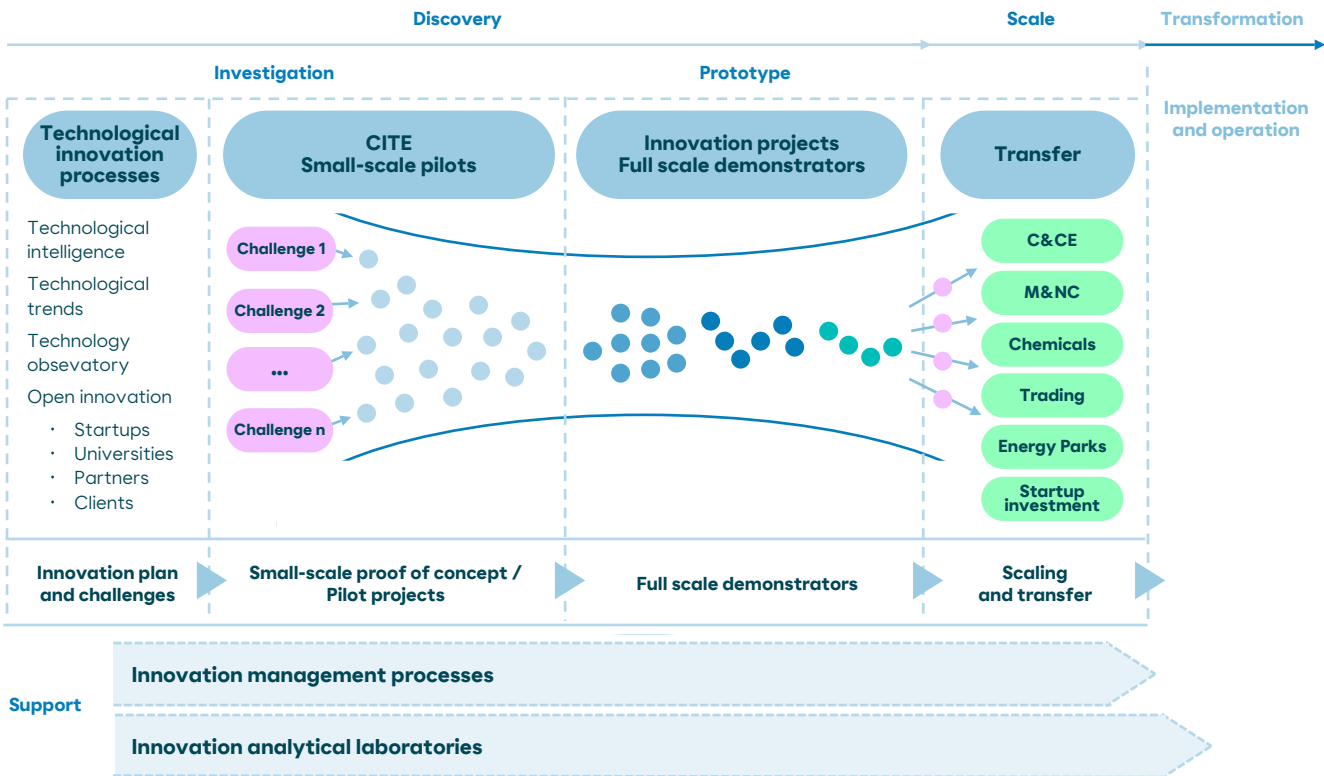 Discovery
Scale
Transformation
Investigation
Prototype
Implementation
and operation
Technological
innovation
processes
CITE
Small-scale pilots
Innovation projects
Full scale demonstrators
Transfer
Technological
intelligence
Technological
trends
Technology
obsevatory
Open innovation
· Startups
· Universities
· Partners
· Clients
Challenge 1
Challenge 2
...
Challenge n
C&CE
M&NC
Chemicals
Trading
Energy Parks
Startup
investment
Innovation plan
and challenges
Small-scale proof of concept /
Pilot projects
Full scale demonstrators
Scaling
and transfer
Support
Innovation management processes
Innovation analytical laboratories